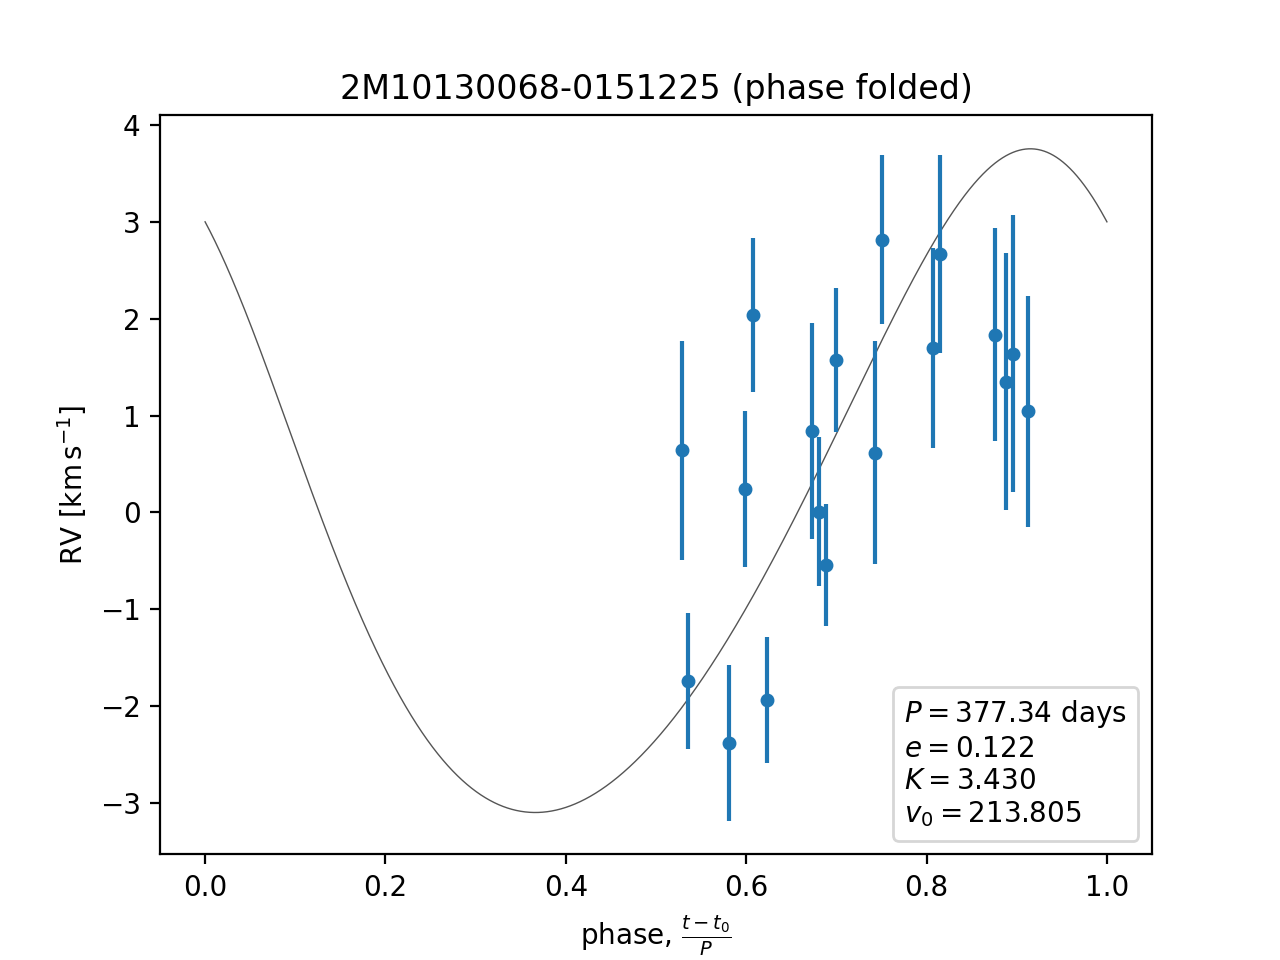 2M10130068-0151225 (phase folded)
4
3
2
1
0
−1
−2
−3
RV [km s⁻¹]
P = 377.34 days
e = 0.122
K = 3.430
v₀ = 213.805
0.0 0.2 0.4 0.6 0.8 1.0
phase, (t − t₀)/P